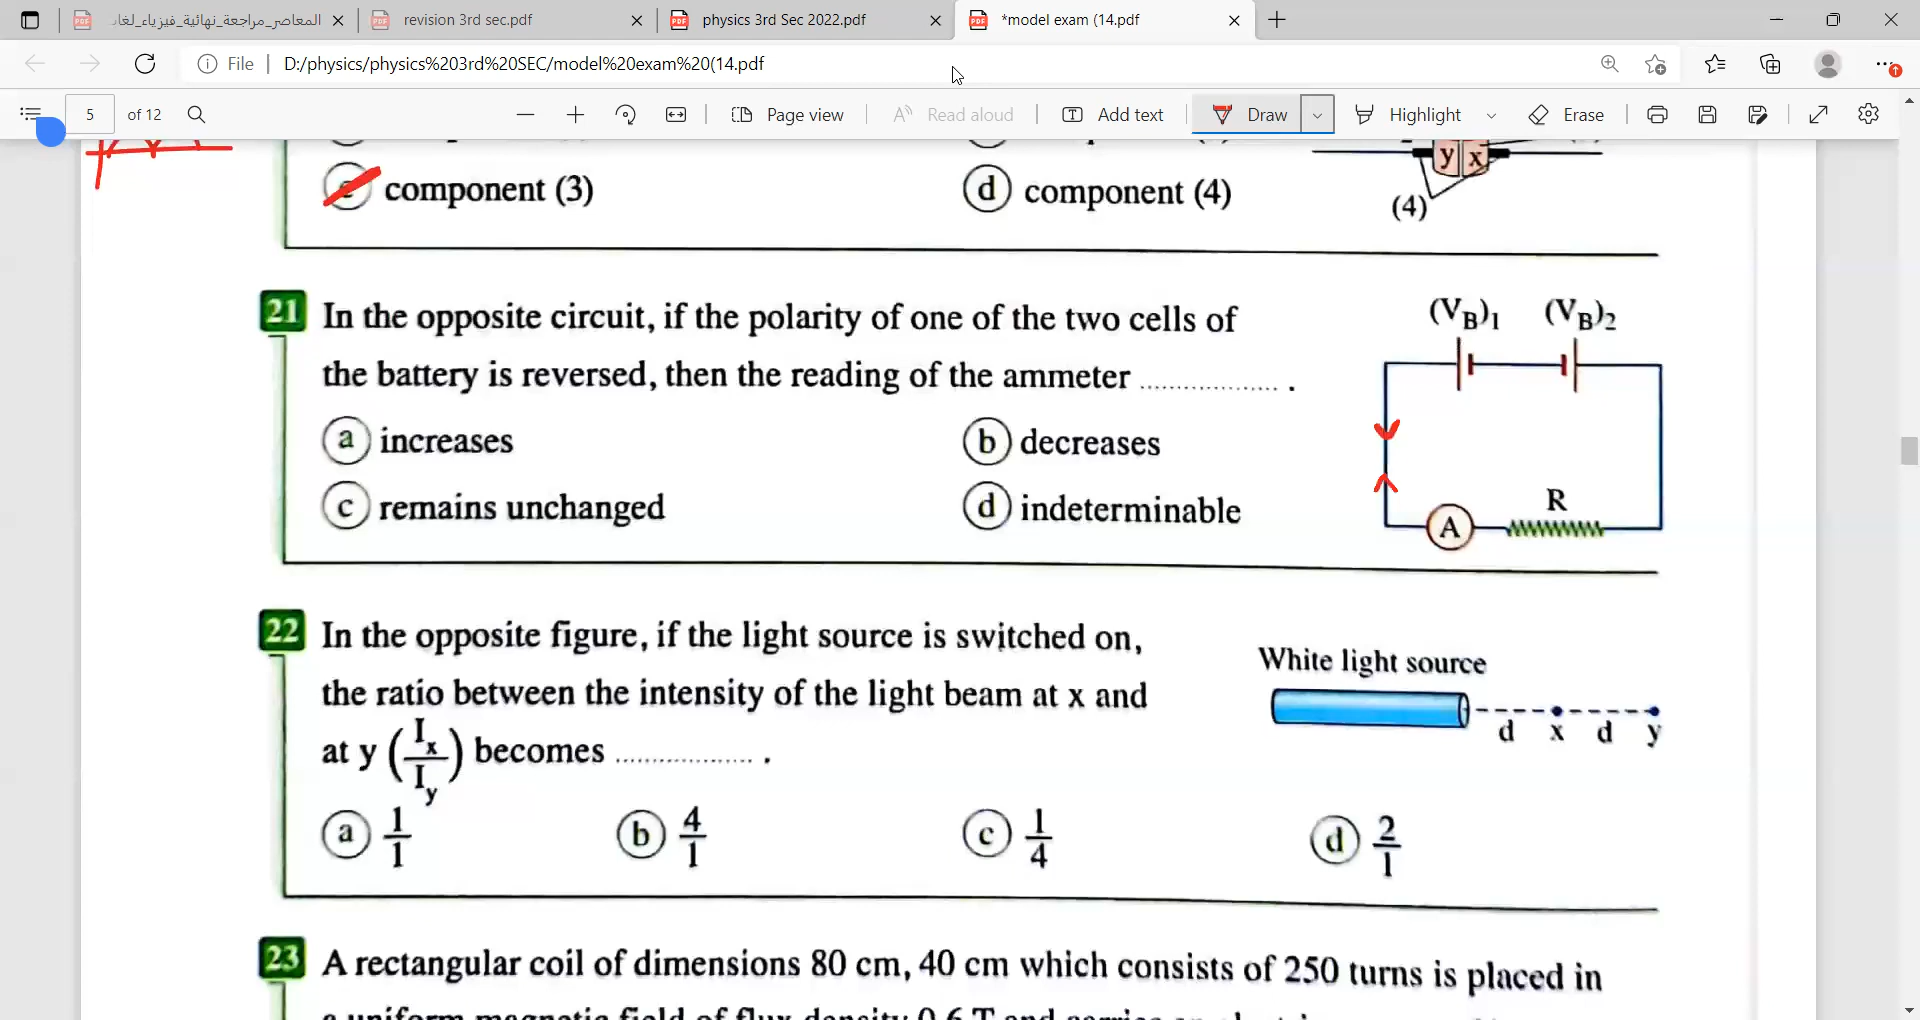 المعاصر_مراجعة_نهائية_فيزياء_لغات
revision 3rd sec.pdf
physics 3rd Sec 2022.pdf
*model exam (14.pdf
File
D:/physics/physics%203rd%20SEC/model%20exam%20(14.pdf
5 of 12
Page view
Read aloud
Add text
Draw
Highlight
Erase
component (3)
d component (4)
y x
(4)
21 In the opposite circuit, if the polarity of one of the two cells of
the battery is reversed, then the reading of the ammeter .................. .
a increases
b decreases
c remains unchanged
d indeterminable
(VB)1 (VB)2
R
A
22 In the opposite figure, if the light source is switched on,
the ratio between the intensity of the light beam at x and
at y (Ix/Iy) becomes .................. .
a 1/1
b 4/1
c 1/4
d 2/1
White light source
d x d y
23 A rectangular coil of dimensions 80 cm, 40 cm which consists of 250 turns is placed in